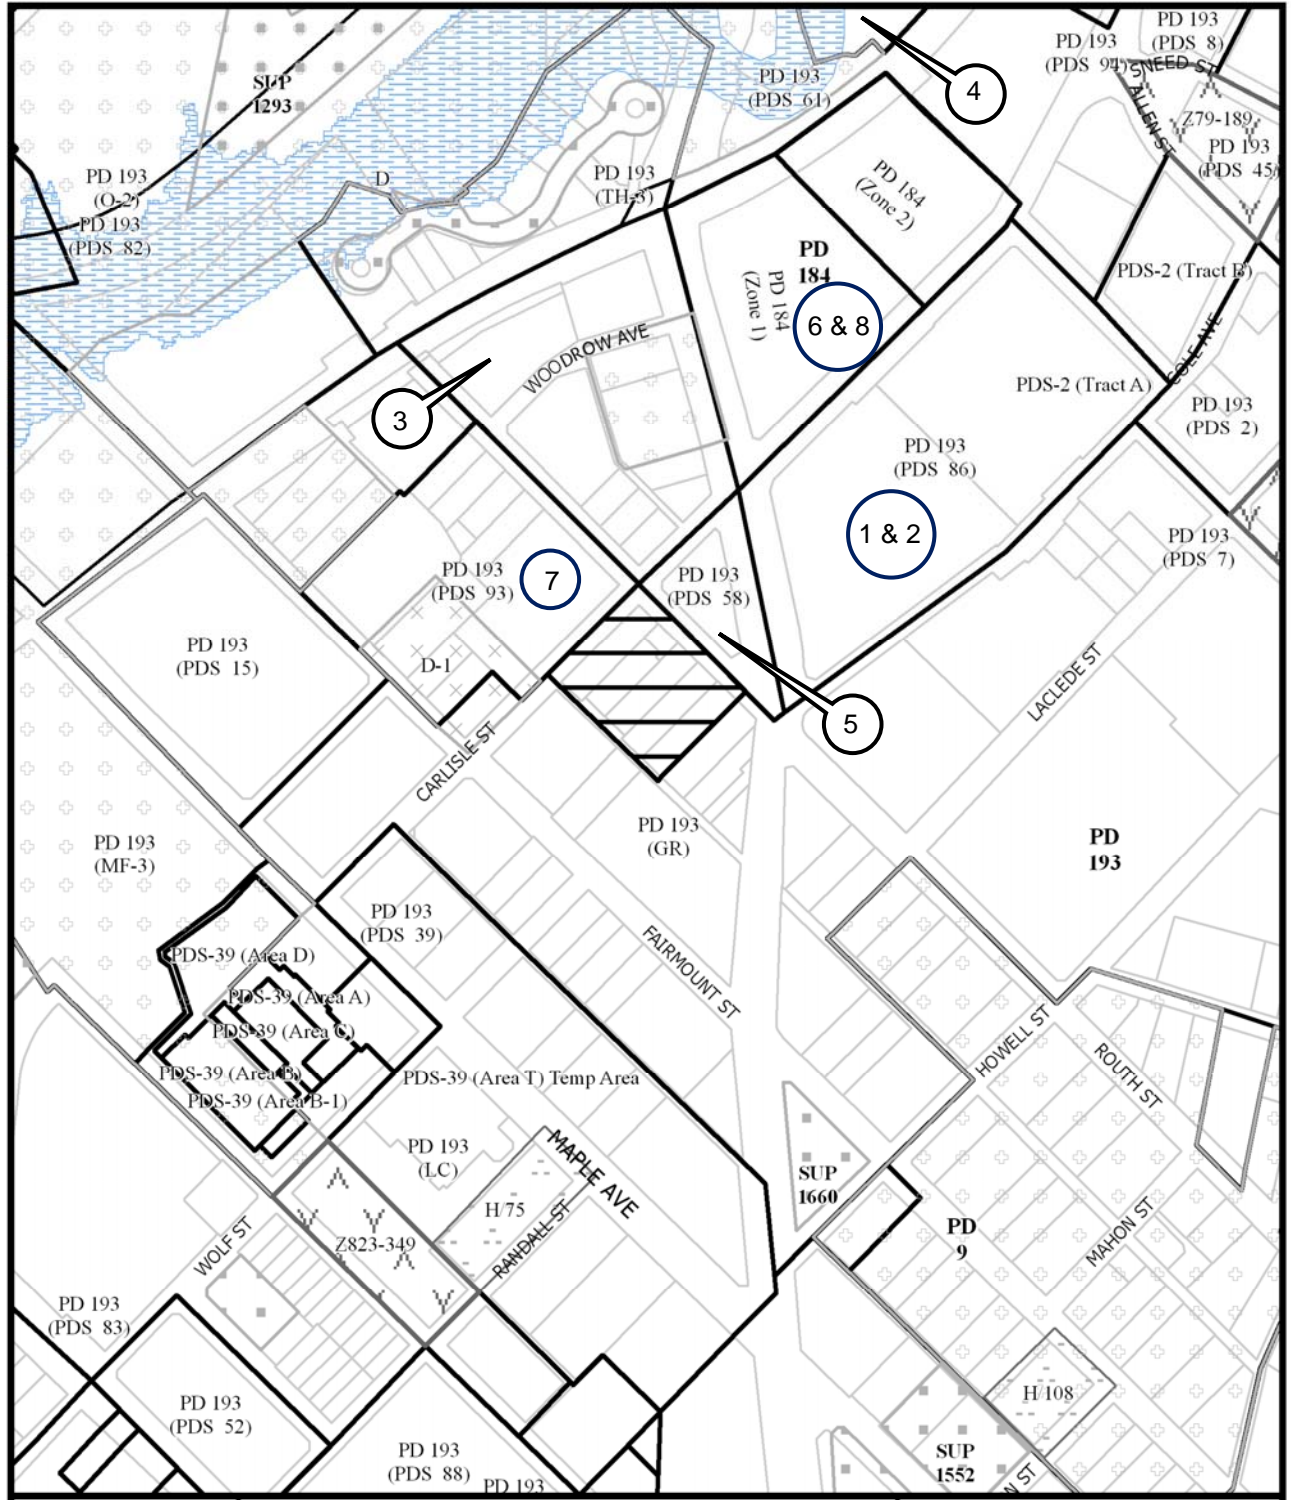 PD 193
(PDS 8)
PD 193
(PDS 94)
SNEED ST
ALLEN ST
SUP
1293
PD 193
(PDS 61)
4
Z79-189
PD 193
(PDS 45)
PD 193
(O-2)
D
PD 193
(TH-3)
PD 184
(Zone 2)
PD 193
(PDS 82)
PD
184
PDS-2 (Tract B)
PD 184
(Zone 1)
6 & 8
WOODROW AVE
COLE AVE
PDS-2 (Tract A)
3
PD 193
(PDS 2)
PD 193
(PDS 86)
1 & 2
PD 193
(PDS 7)
PD 193
(PDS 93)
7
PD 193
(PDS 58)
PD 193
(PDS 15)
D-1
LACLEDE ST
5
CARLISLE ST
PD 193
(MF-3)
PD 193
(GR)
PD
193
PD 193
(PDS 39)
PDS-39 (Area D)
FAIRMOUNT ST
PDS-39 (Area A)
PDS-39 (Area C)
HOWELL ST
PDS-39 (Area B)
PDS-39 (Area T) Temp Area
ROUTH ST
PDS-39 (Area B-1)
PD 193
(LC)
MAPLE AVE
SUP
1660
H/75
RANDALL ST
Z823-349
WOLF ST
PD
9
MAHON ST
PD 193
(PDS 83)
PD 193
(PDS 52)
H/108
PD 193
(PDS 88)
SUP
1552
PD 193
N ST